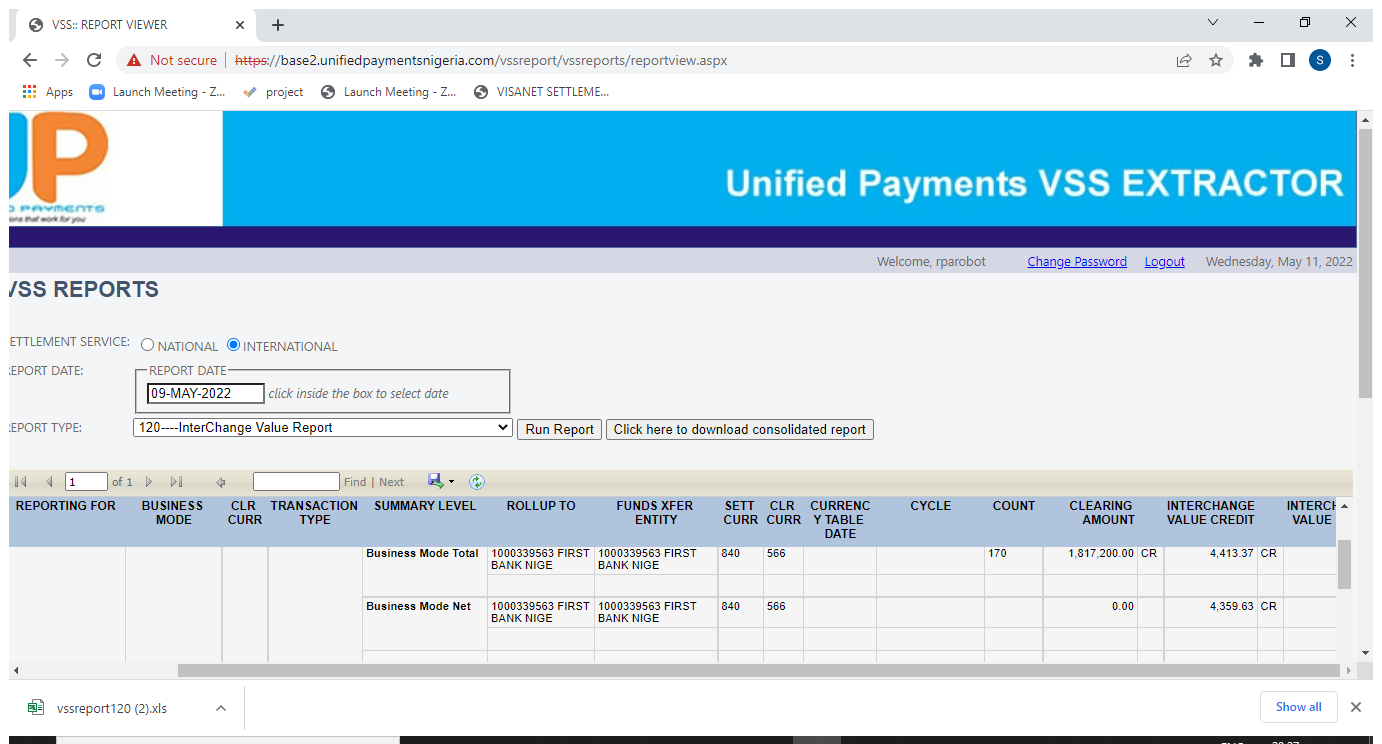 VSS:: REPORT VIEWER
Not secure https://base2.unifiedpaymentsnigeria.com/vssreport/vssreports/reportview.aspx
S
Apps Launch Meeting - Z... project Launch Meeting - Z... VISANET SETTLEME...
UP
D PAYMENTS
ons that work for you
Unified Payments VSS EXTRACTOR
Welcome, rparobot Change Password Logout Wednesday, May 11, 2022
VSS REPORTS
ETTLEMENT SERVICE: NATIONAL INTERNATIONAL
EPORT DATE: REPORT DATE
09-MAY-2022 click inside the box to select date
EPORT TYPE: 120----InterChange Value Report Run Report Click here to download consolidated report
1 of 1 Find | Next
REPORTING FOR BUSINESS MODE CLR CURR TRANSACTION TYPE SUMMARY LEVEL ROLLUP TO FUNDS XFER ENTITY SETT CURR CLR CURR CURRENC Y TABLE DATE CYCLE COUNT CLEARING AMOUNT INTERCHANGE VALUE CREDIT INTERCH VALUE
Business Mode Total 1000339563 FIRST BANK NIGE 1000339563 FIRST BANK NIGE 840 566 170 1,817,200.00 CR 4,413.37 CR
Business Mode Net 1000339563 FIRST BANK NIGE 1000339563 FIRST BANK NIGE 840 566 0.00 4,359.63 CR
vssreport120 (2).xls Show all